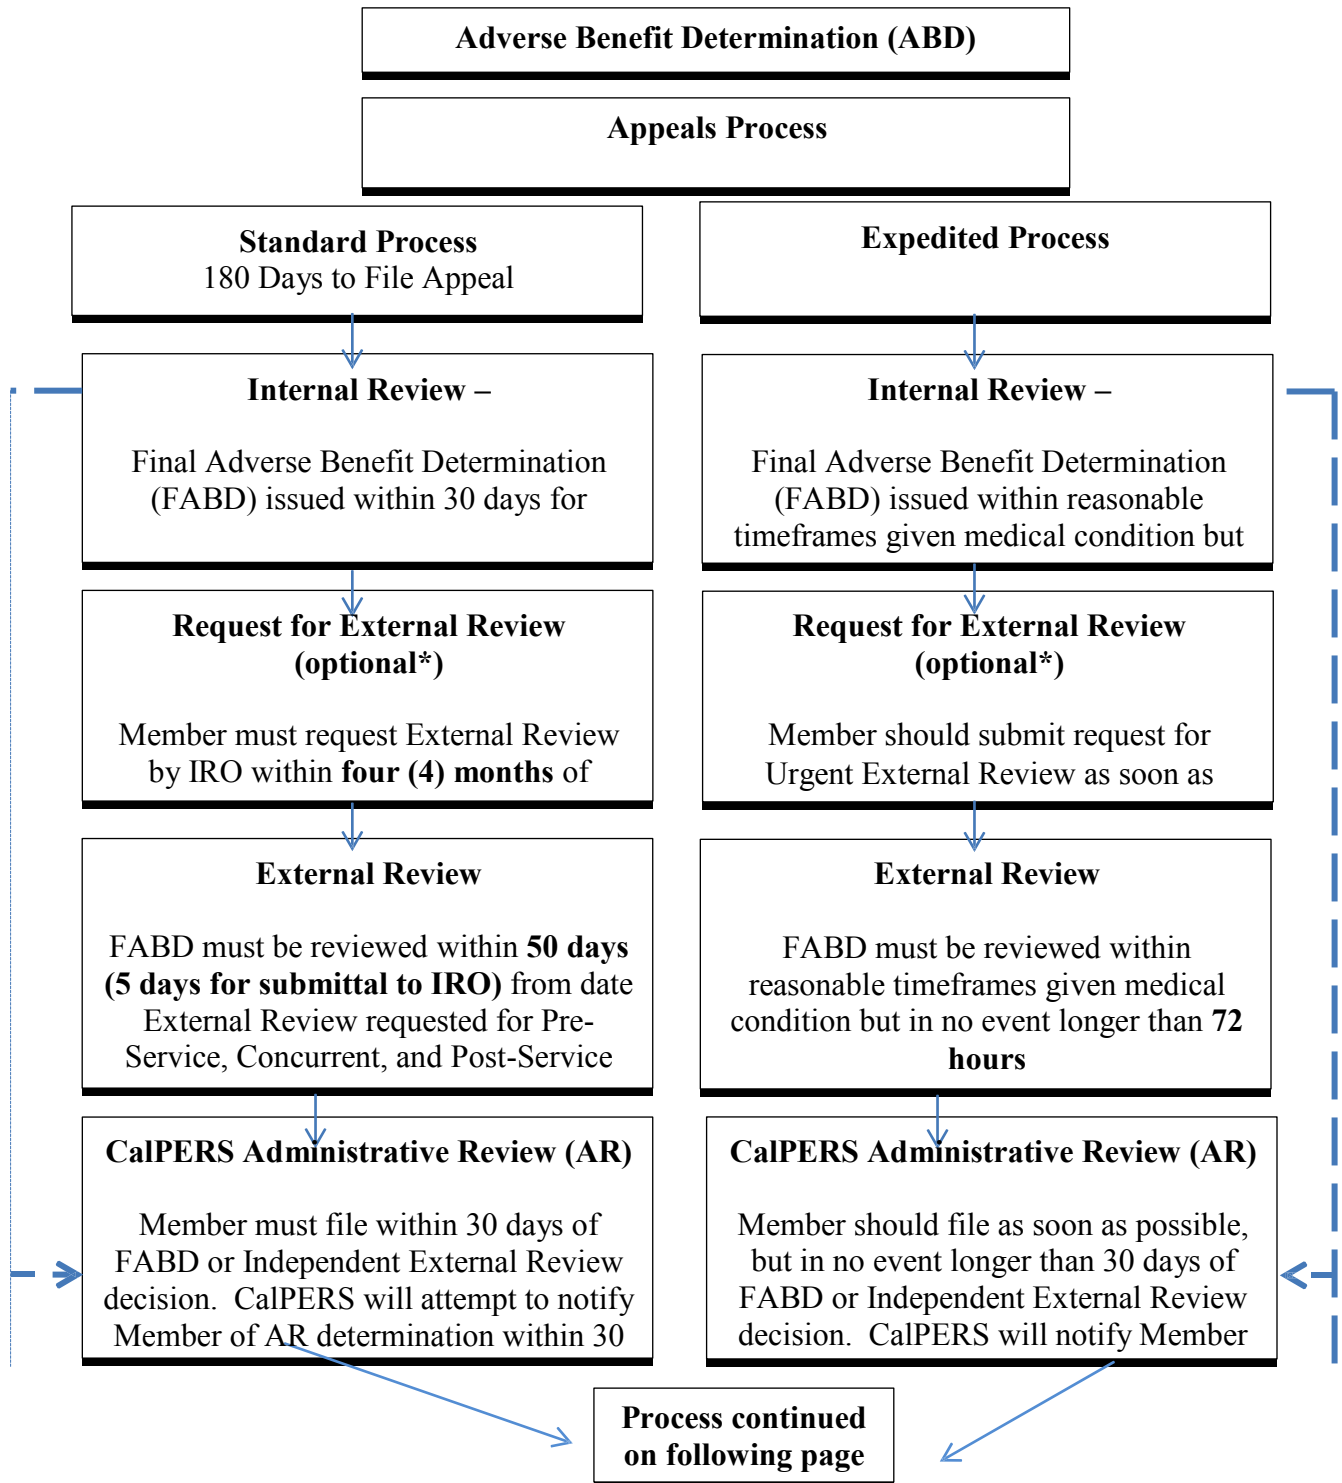 Adverse Benefit Determination (ABD)
Appeals Process
Standard Process
180 Days to File Appeal
Expedited Process
Internal Review –
Final Adverse Benefit Determination
(FABD) issued within 30 days for
Internal Review –
Final Adverse Benefit Determination
(FABD) issued within reasonable
timeframes given medical condition but
Request for External Review
(optional*)
Member must request External Review
by IRO within four (4) months of
Request for External Review
(optional*)
Member should submit request for
Urgent External Review as soon as
External Review
FABD must be reviewed within 50 days
(5 days for submittal to IRO) from date
External Review requested for Pre-
Service, Concurrent, and Post-Service
External Review
FABD must be reviewed within
reasonable timeframes given medical
condition but in no event longer than 72
hours
CalPERS Administrative Review (AR)
Member must file within 30 days of
FABD or Independent External Review
decision.  CalPERS will attempt to notify
Member of AR determination within 30
CalPERS Administrative Review (AR)
Member should file as soon as possible,
but in no event longer than 30 days of
FABD or Independent External Review
decision.  CalPERS will notify Member
Process continued
on following page